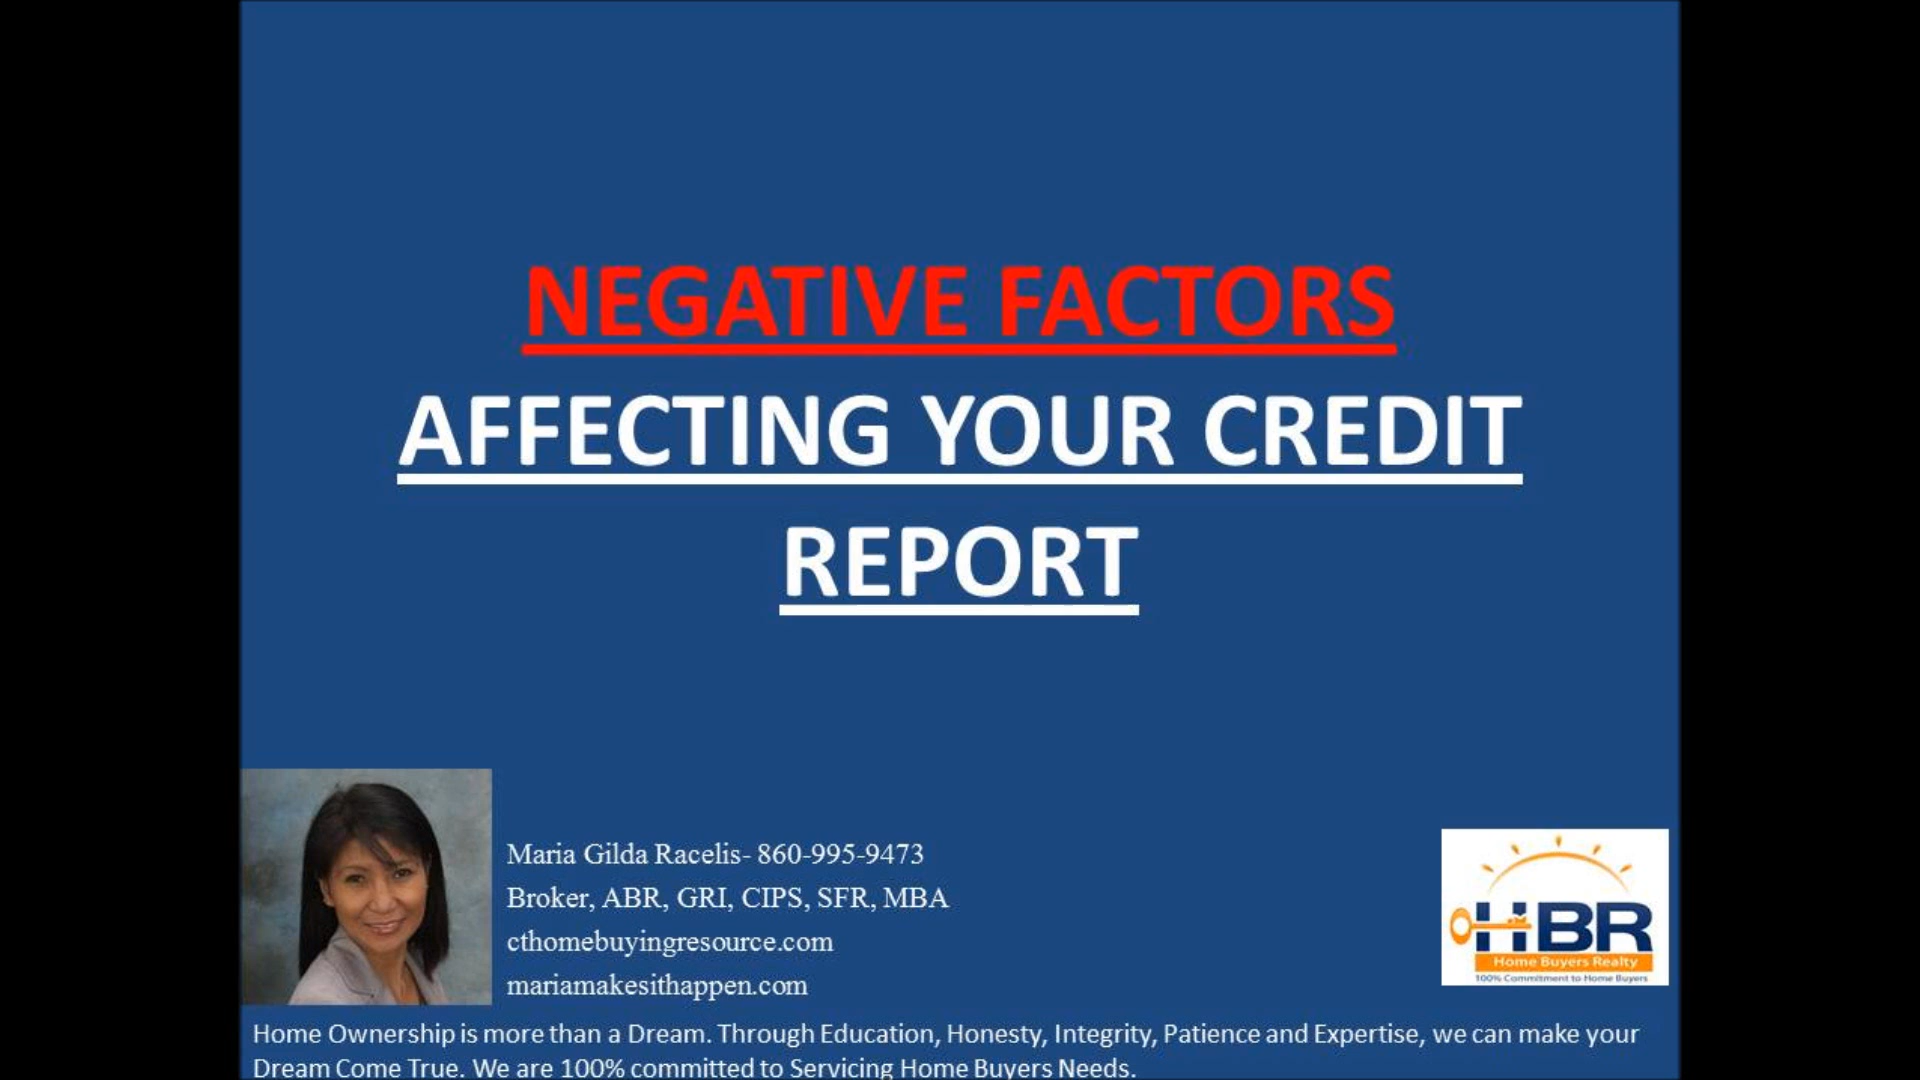 NEGATIVE FACTORS
AFFECTING YOUR CREDIT
REPORT
Maria Gilda Racelis- 860-995-9473
Broker, ABR, GRI, CIPS, SFR, MBA
cthomebuyingresource.com
mariamakesithappen.com
HBR
Home Buyers Realty
100% Commitment to Home Buyers
Home Ownership is more than a Dream. Through Education, Honesty, Integrity, Patience and Expertise, we can make your
Dream Come True. We are 100% committed to Servicing Home Buyers Needs.